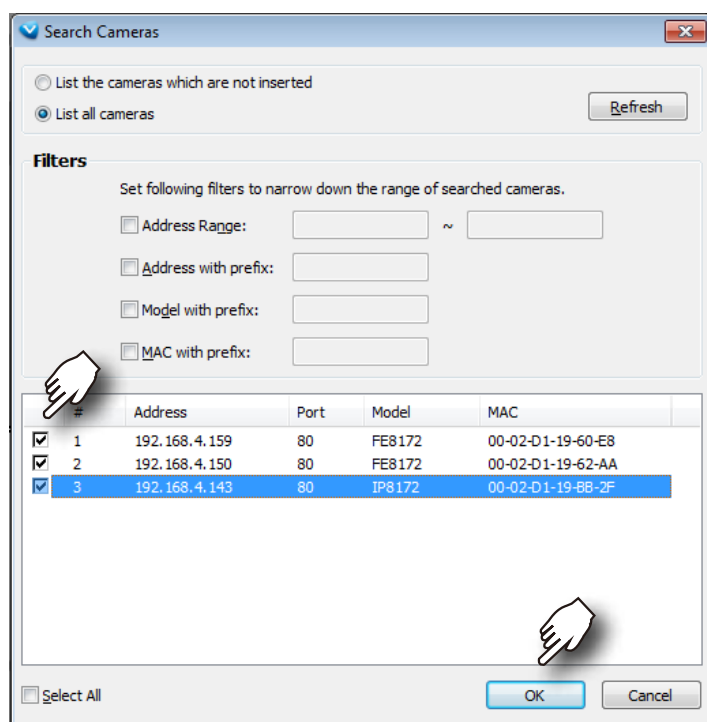 Search Cameras
List the cameras which are not inserted
List all cameras
Refresh
Filters
Set following filters to narrow down the range of searched cameras.
Address Range: ~
Address with prefix:
Model with prefix:
MAC with prefix:
# Address Port Model MAC
1 192.168.4.159 80 FE8172 00-02-D1-19-60-E8
2 192.168.4.150 80 FE8172 00-02-D1-19-62-AA
3 192.168.4.143 80 IP8172 00-02-D1-19-BB-2F
Select All OK Cancel